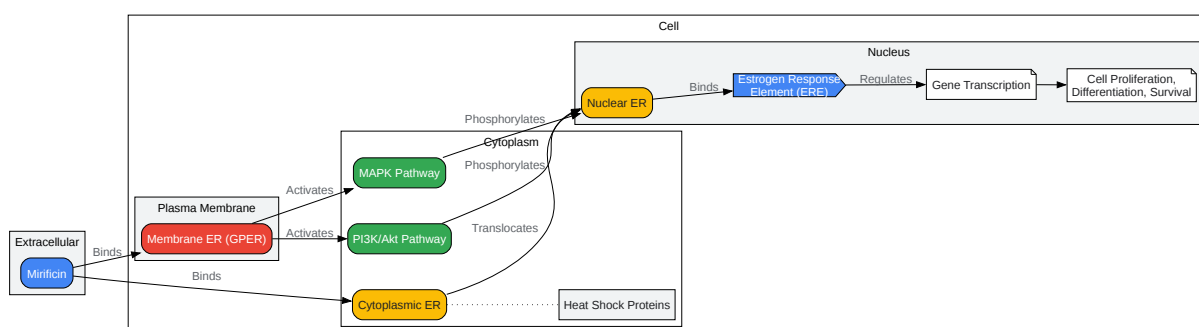 Cell
Nucleus
Estrogen Response
Element (ERE)
Binds
Regulates
Gene Transcription
Cell Proliferation,
Differentiation, Survival
Nuclear ER
Phosphorylates
Cytoplasm
Phosphorylates
MAPK Pathway
Activates
Plasma Membrane
Membrane ER (GPER)
Activates
PI3K/Akt Pathway
Translocates
Extracellular
Binds
Mirificin
Binds
Cytoplasmic ER
Heat Shock Proteins